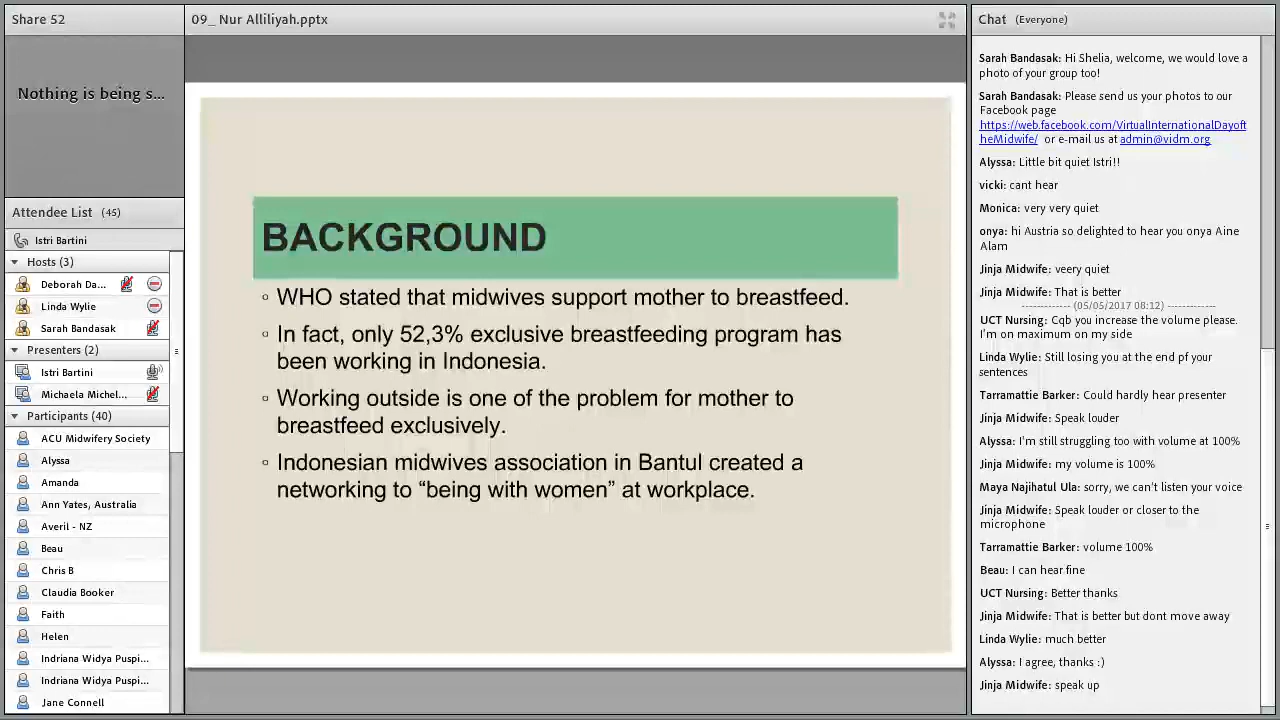 Share 52
Nothing is being s...
Attendee List (45)
Istri Bartini
Hosts (3)
Deborah Da...
Linda Wylie
Sarah Bandasak
Presenters (2)
Istri Bartini
Michaela Michel...
Participants (40)
ACU Midwifery Society
Alyssa
Amanda
Ann Yates, Australia
Averil - NZ
Beau
Chris B
Claudia Booker
Faith
Helen
Indriana Widya Puspi...
Indriana Widya Puspi...
Jane Connell
09_ Nur Alliliyah.pptx
BACKGROUND
▫ WHO stated that midwives support mother to breastfeed.
▫ In fact, only 52,3% exclusive breastfeeding program has
been working in Indonesia.
▫ Working outside is one of the problem for mother to
breastfeed exclusively.
▫ Indonesian midwives association in Bantul created a
networking to “being with women” at workplace.
Chat (Everyone)
Sarah Bandasak: Hi Shelia, welcome, we would love a
photo of your group too!
Sarah Bandasak: Please send us your photos to our
Facebook page
https://web.facebook.com/VirtualInternationalDayoft
heMidwife/ or e-mail us at admin@vidm.org
Alyssa: Little bit quiet Istri!!
vicki: cant hear
Monica: very very quiet
onya: hi Austria so delighted to hear you onya Aine
Alam
Jinja Midwife: veery quiet
Jinja Midwife: That is better
------------- (05/05/2017 08:12) -------------
UCT Nursing: Cqb you increase the volume please.
I'm on maximum on my side
Linda Wylie: Still losing you at the end pf your
sentences
Tarramattie Barker: Could hardly hear presenter
Jinja Midwife: Speak louder
Alyssa: I'm still struggling too with volume at 100%
Jinja Midwife: my volume is 100%
Maya Najihatul Ula: sorry, we can't listen your voice
Jinja Midwife: Speak louder or closer to the
microphone
Tarramattie Barker: volume 100%
Beau: I can hear fine
UCT Nursing: Better thanks
Jinja Midwife: That is better but dont move away
Linda Wylie: much better
Alyssa: I agree, thanks :)
Jinja Midwife: speak up